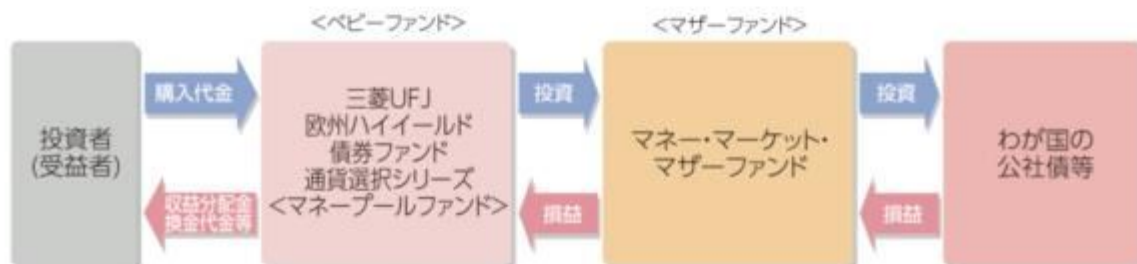 <ベビーファンド>
<マザーファンド>
投資者
(受益者)
購入代金
収益分配金
換金代金等
三菱UFJ
欧州ハイイールド
債券ファンド
通貨選択シリーズ
<マネープールファンド>
投資
損益
マネー・マーケット・
マザーファンド
投資
損益
わが国の
公社債等